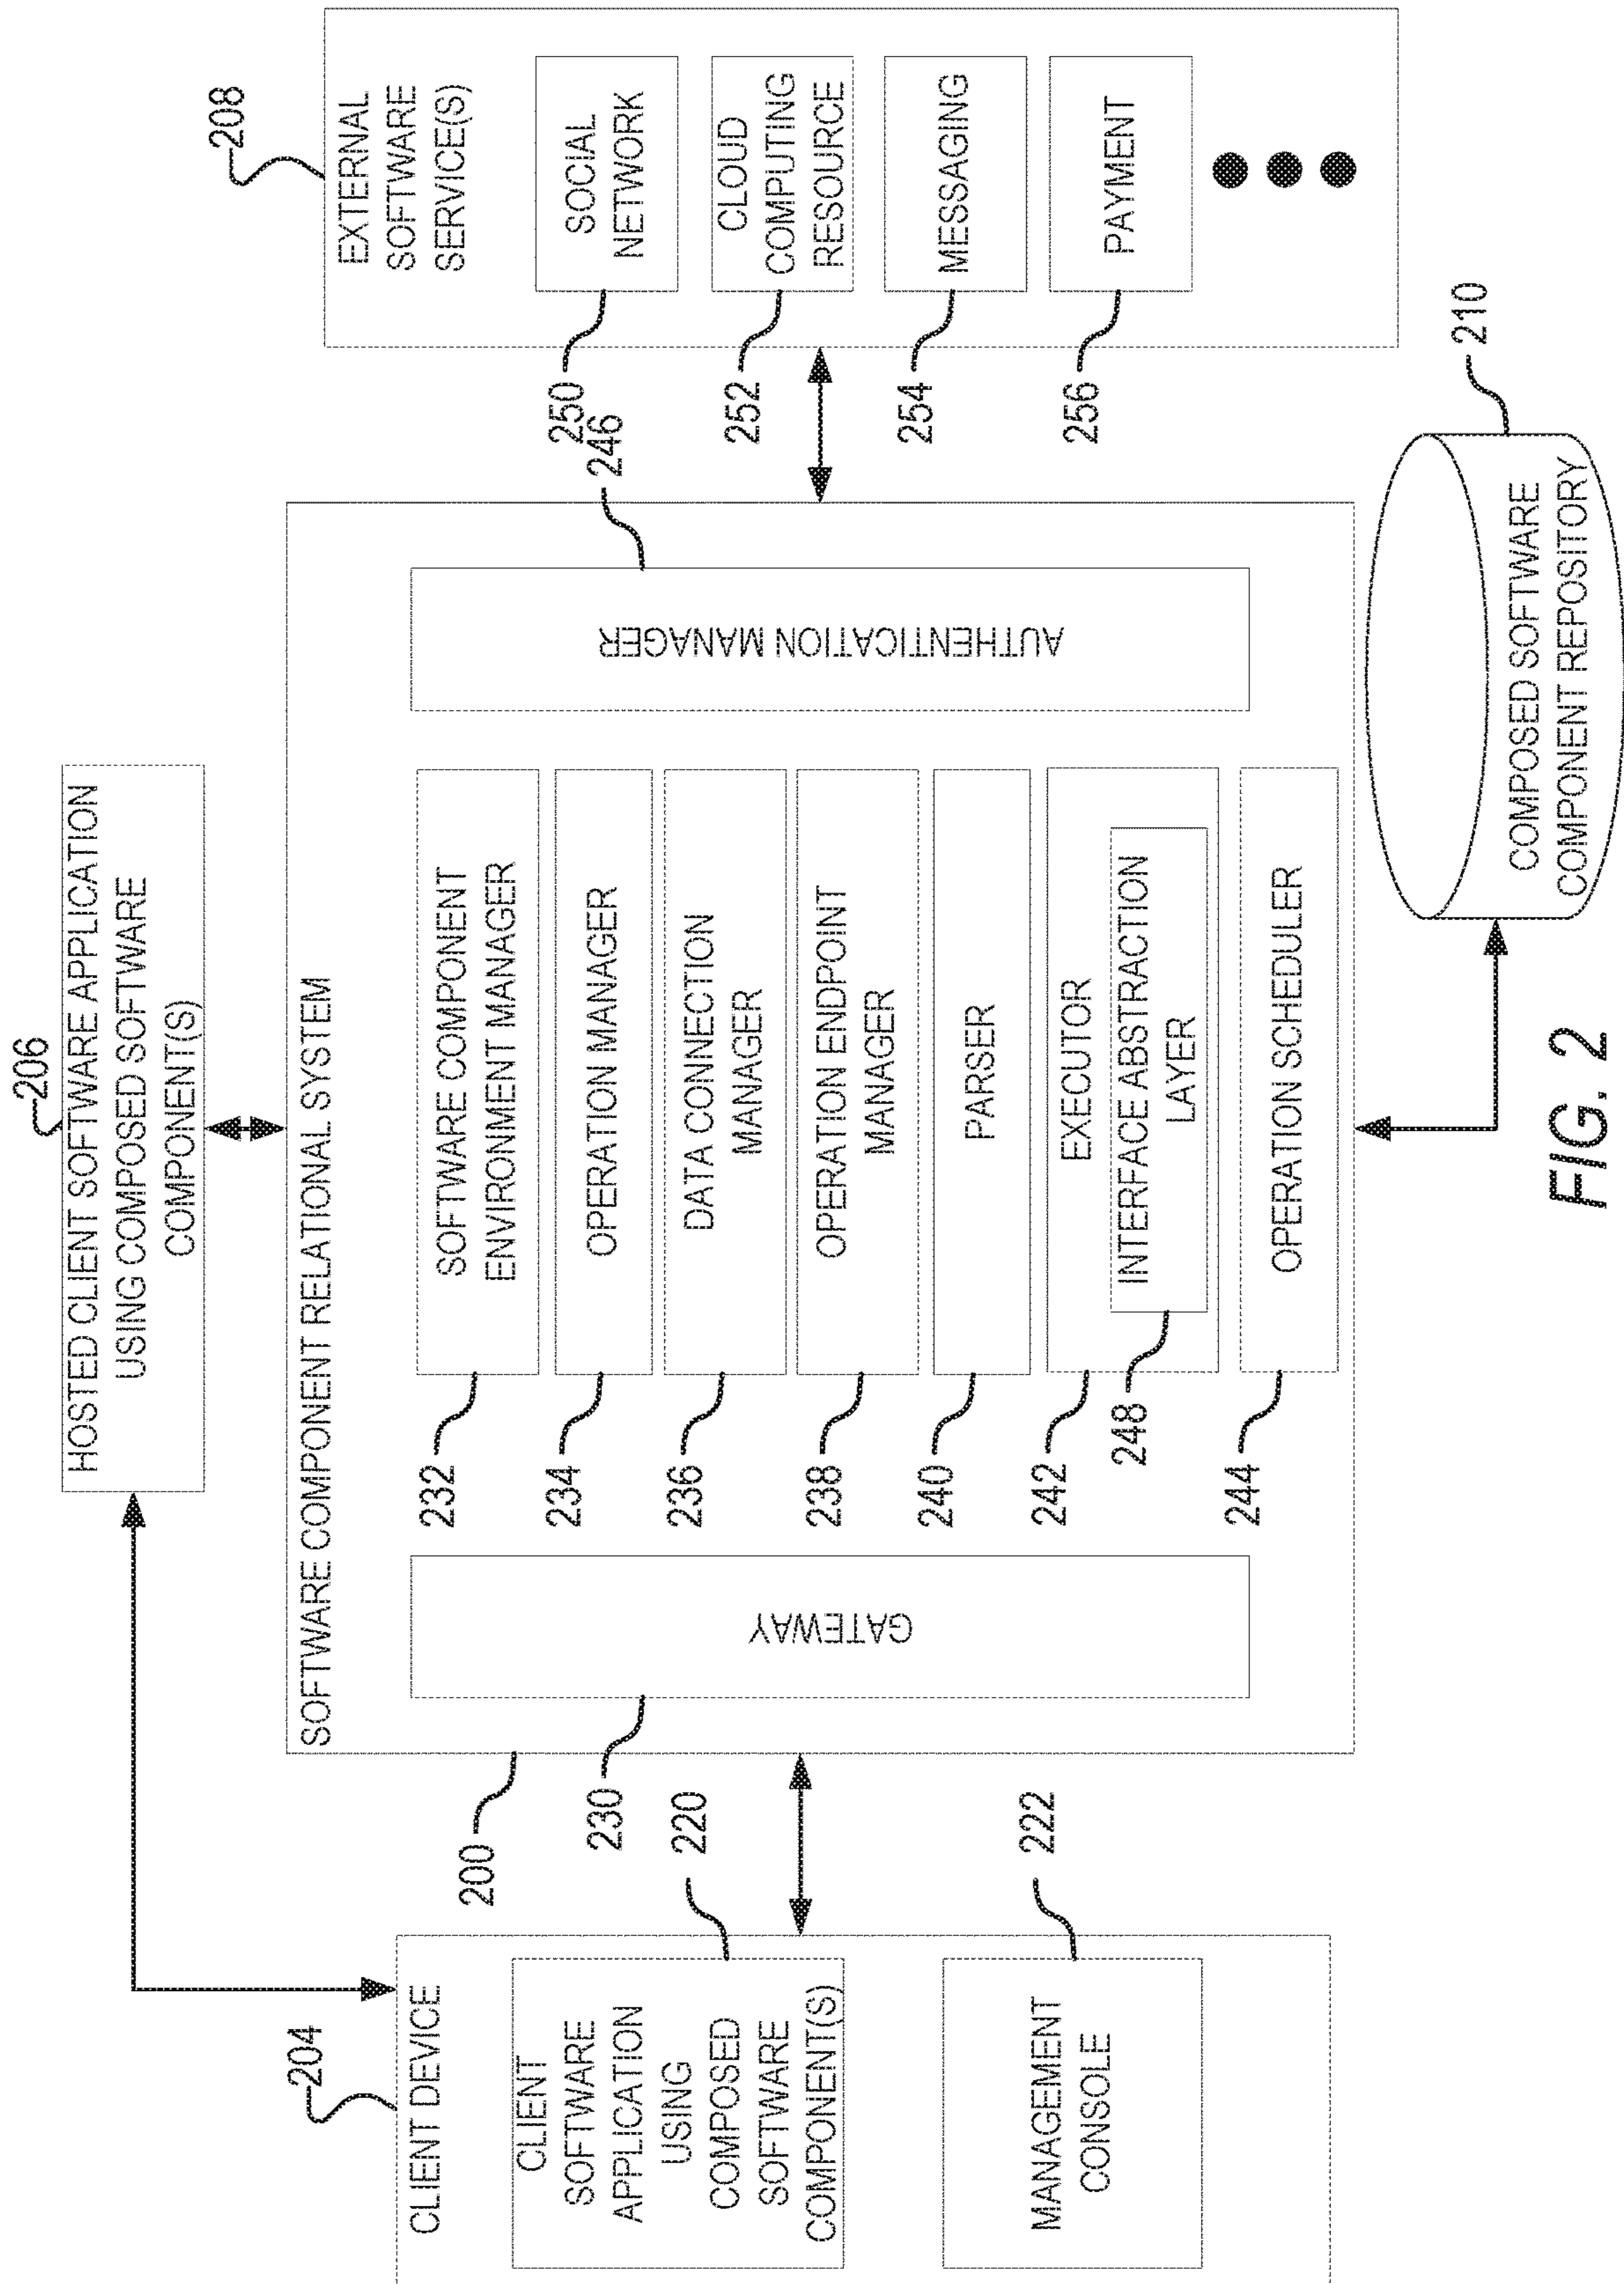 206
HOSTED CLIENT SOFTWARE APPLICATION
USING COMPOSED SOFTWARE
COMPONENT(S)
204
CLIENT DEVICE
CLIENT
SOFTWARE
APPLICATION
USING
COMPOSED
SOFTWARE
COMPONENT(S)
220
MANAGEMENT
CONSOLE
222
200
SOFTWARE COMPONENT RELATIONAL SYSTEM
230
GATEWAY
232
SOFTWARE COMPONENT
ENVIRONMENT MANAGER
234
OPERATION MANAGER
236
DATA CONNECTION
MANAGER
238
OPERATION ENDPOINT
MANAGER
240
PARSER
242
EXECUTOR
248
INTERFACE ABSTRACTION
LAYER
244
OPERATION SCHEDULER
246
AUTHENTICATION MANAGER
208
EXTERNAL
SOFTWARE
SERVICE(S)
250
SOCIAL
NETWORK
252
CLOUD
COMPUTING
RESOURCE
254
MESSAGING
256
PAYMENT
210
COMPOSED SOFTWARE
COMPONENT REPOSITORY
FIG. 2